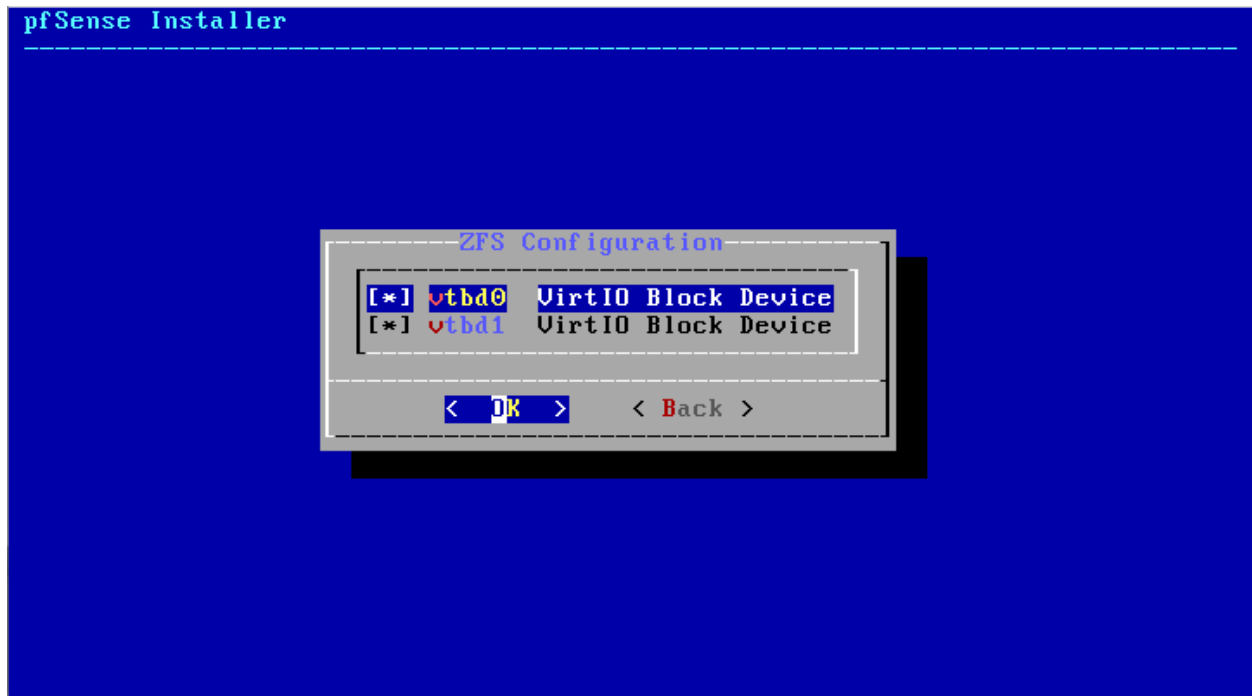 pfSense Installer
ZFS Configuration
[*] vtbd0 VirtIO Block Device
[*] vtbd1 VirtIO Block Device
< OK > < Back >